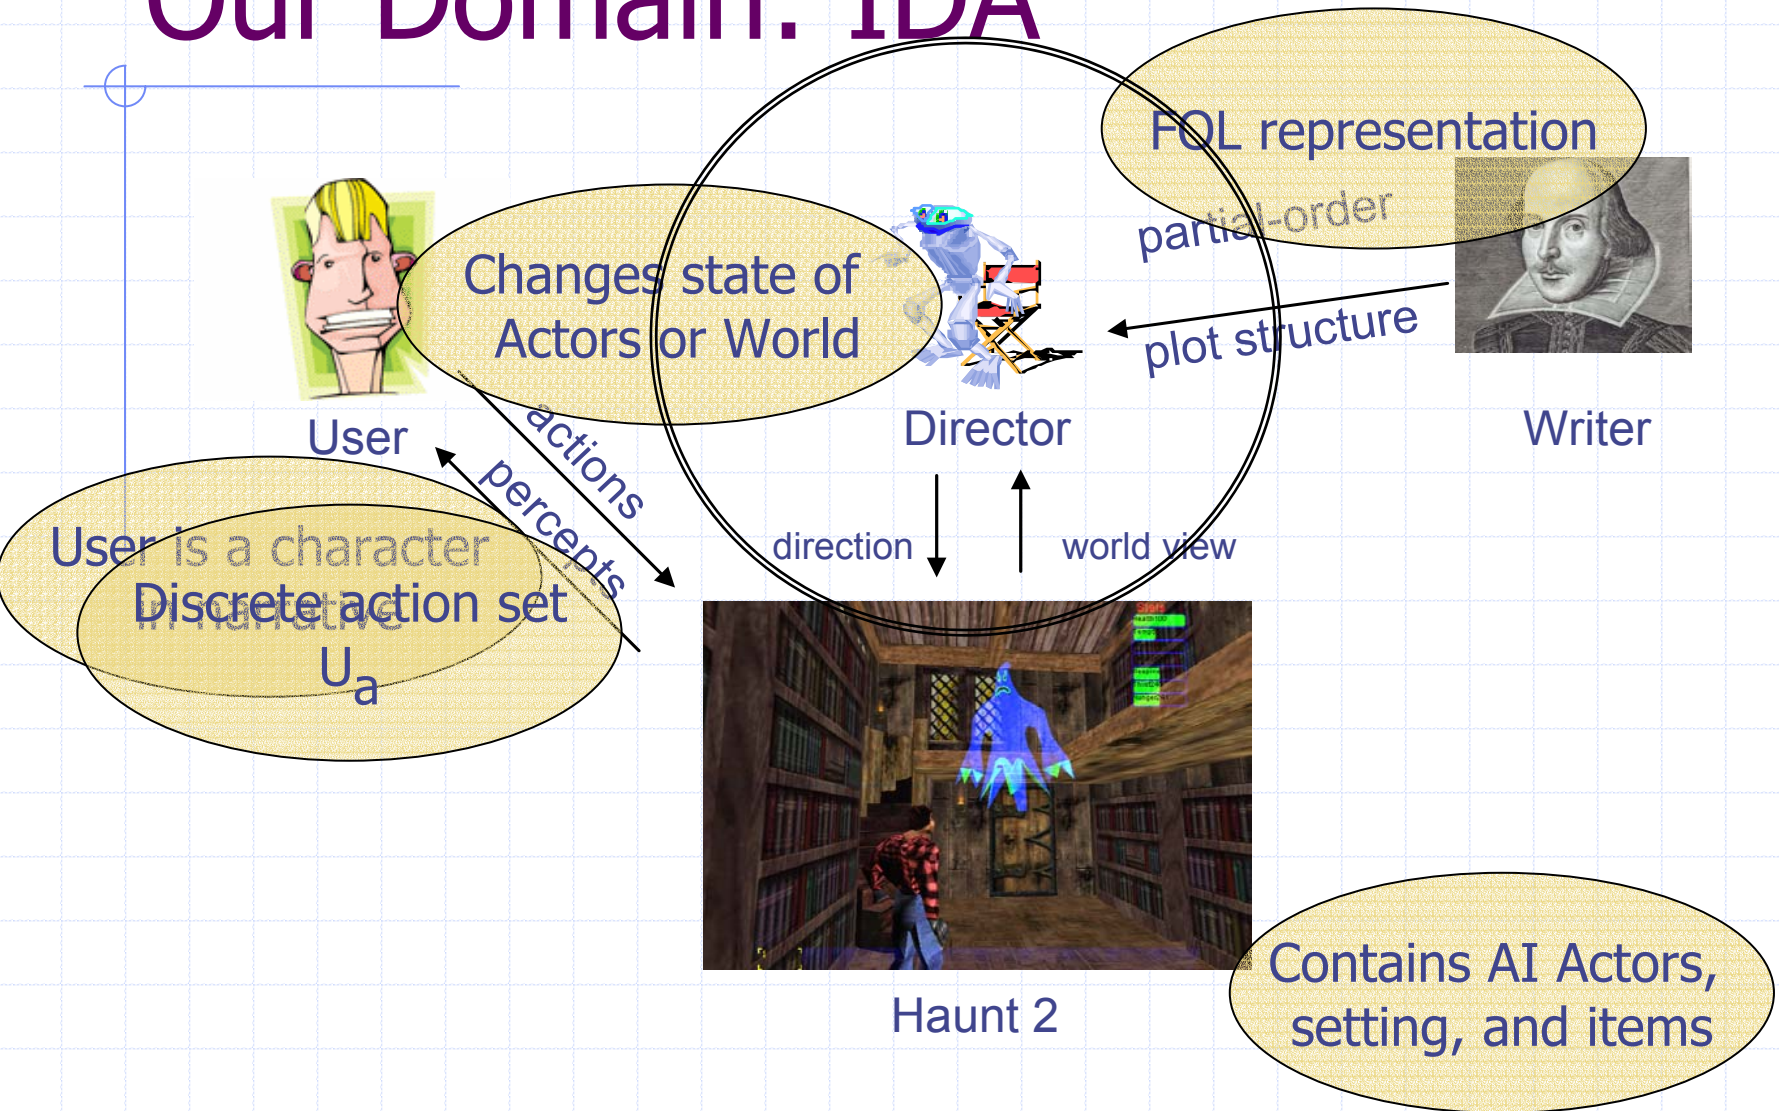 Our Domain: IDA
FOL representation
partial-order
plot structure
Changes state of
Actors or World
User
Director
Writer
actions
percepts
direction
world view
User is a character
in narrative
Discrete action set
Ua
Haunt 2
Contains AI Actors,
setting, and items